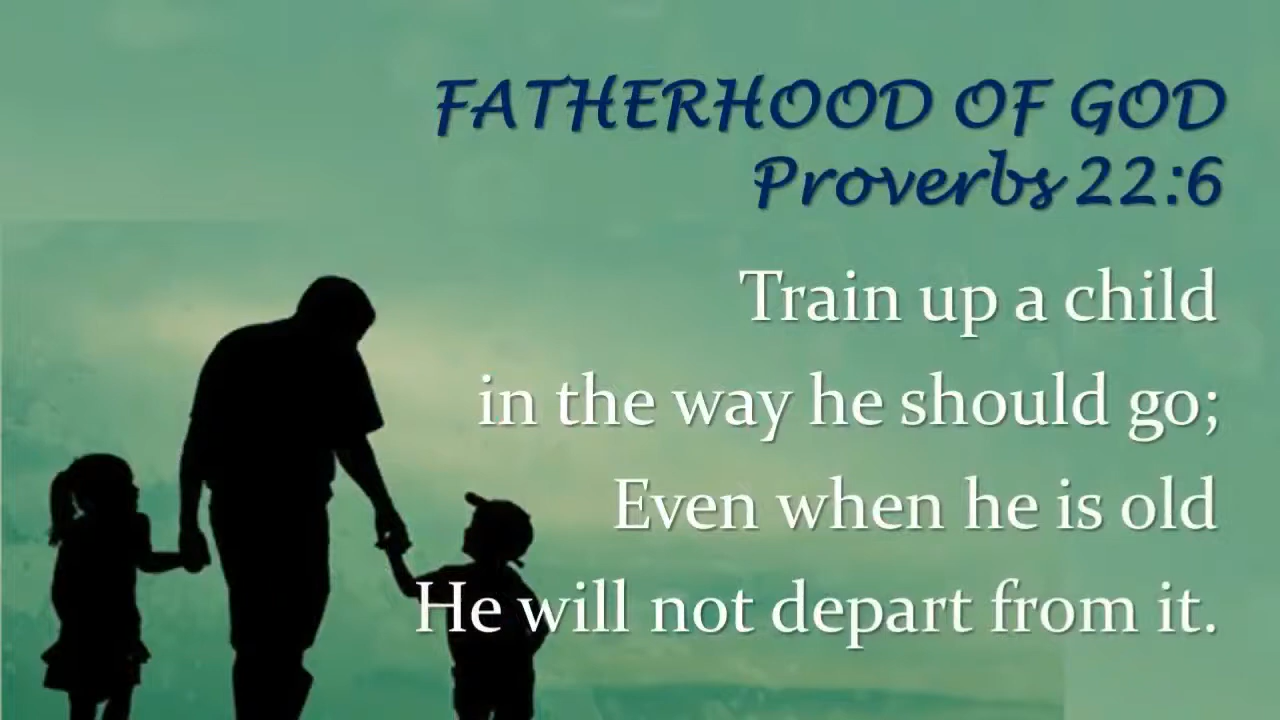 FATHERHOOD OF GOD
Proverbs 22:6
Train up a child
in the way he should go;
Even when he is old
He will not depart from it.